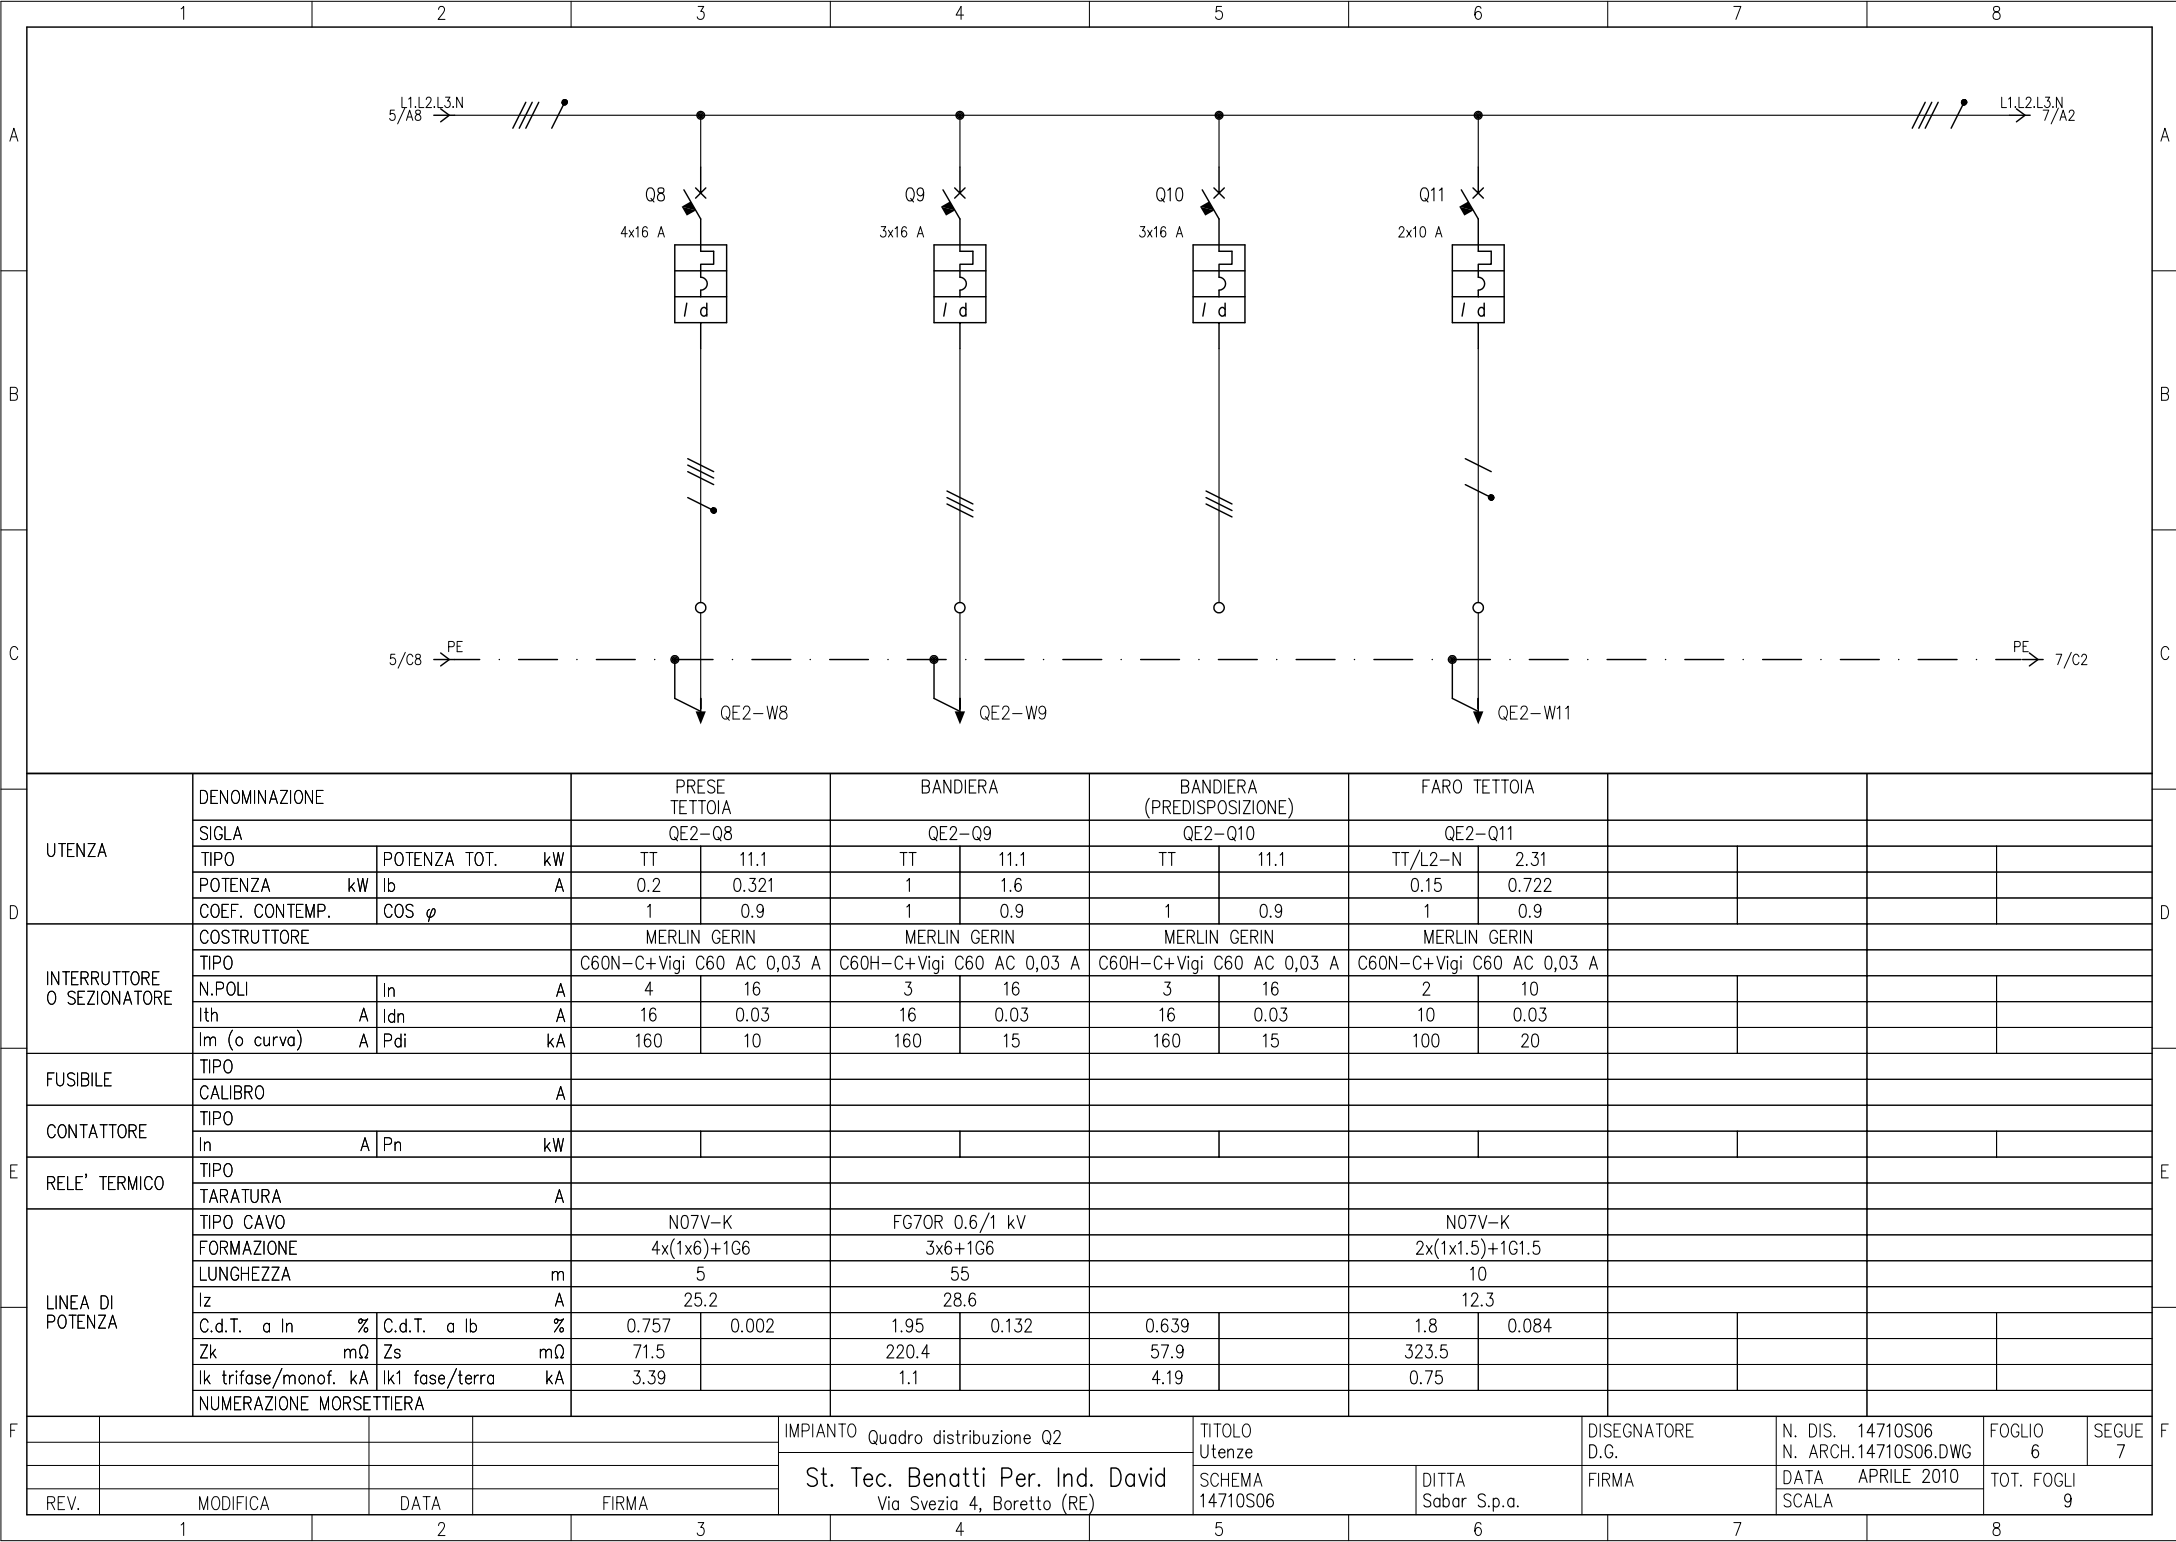 1 2 3 4 5 6 7 8
L1.L2.L3.N L1.L2.L3.N
5/A8 7/A2
A A
Q8 Q9 Q10 Q11
4x16 A 3x16 A 3x16 A 2x10 A
I d I d I d I d
B B
C C
PE PE
5/C8 7/C2
QE2-W8 QE2-W9 QE2-W11
UTENZA
DENOMINAZIONE PRESE TETTOIA BANDIERA BANDIERA (PREDISPOSIZIONE) FARO TETTOIA
SIGLA QE2-Q8 QE2-Q9 QE2-Q10 QE2-Q11
TIPO POTENZA TOT. kW TT 11.1 TT 11.1 TT 11.1 TT/L2-N 2.31
POTENZA kW Ib A 0.2 0.321 1 1.6 0.15 0.722
D D
COEF. CONTEMP. COS φ 1 0.9 1 0.9 1 0.9 1 0.9
INTERRUTTORE
O SEZIONATORE
COSTRUTTORE MERLIN GERIN MERLIN GERIN MERLIN GERIN MERLIN GERIN
TIPO C60N-C+Vigi C60 AC 0,03 A C60H-C+Vigi C60 AC 0,03 A C60H-C+Vigi C60 AC 0,03 A C60N-C+Vigi C60 AC 0,03 A
N.POLI In A 4 16 3 16 3 16 2 10
Ith A Idn A 16 0.03 16 0.03 16 0.03 10 0.03
Im (o curva) A Pdi kA 160 10 160 15 160 15 100 20
FUSIBILE
TIPO
CALIBRO A
CONTATTORE
TIPO
In A Pn kW
E E
RELE' TERMICO
TIPO
TARATURA A
LINEA DI
POTENZA
TIPO CAVO N07V-K FG7OR 0.6/1 kV N07V-K
FORMAZIONE 4x(1x6)+1G6 3x6+1G6 2x(1x1.5)+1G1.5
LUNGHEZZA m 5 55 10
Iz A 25.2 28.6 12.3
C.d.T. a In % C.d.T. a Ib % 0.757 0.002 1.95 0.132 0.639 1.8 0.084
Zk mΩ Zs mΩ 71.5 220.4 57.9 323.5
Ik trifase/monof. kA Ik1 fase/terra kA 3.39 1.1 4.19 0.75
NUMERAZIONE MORSETTIERA
F F
REV. MODIFICA DATA FIRMA
IMPIANTO Quadro distribuzione Q2
St. Tec. Benatti Per. Ind. David
Via Svezia 4, Boretto (RE)
TITOLO
Utenze
SCHEMA
14710S06
DITTA
Sabar S.p.a.
DISEGNATORE
D.G.
FIRMA
N. DIS. 14710S06
N. ARCH.14710S06.DWG
DATA APRILE 2010
SCALA
FOGLIO
6
SEGUE
7
TOT. FOGLI
9
1 2 3 4 5 6 7 8